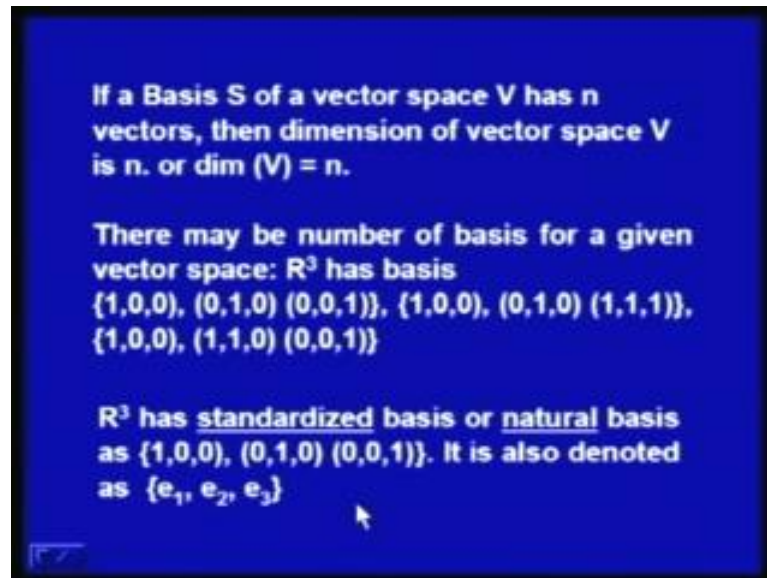 If a Basis S of a vector space V has n
vectors, then dimension of vector space V
is n. or dim (V) = n.
There may be number of basis for a given
vector space: R³ has basis
{1,0,0), (0,1,0) (0,0,1)}, {1,0,0), (0,1,0) (1,1,1)},
{1,0,0), (1,1,0) (0,0,1)}
R³ has standardized basis or natural basis
as {1,0,0), (0,1,0) (0,0,1)}. It is also denoted
as {e₁, e₂, e₃}